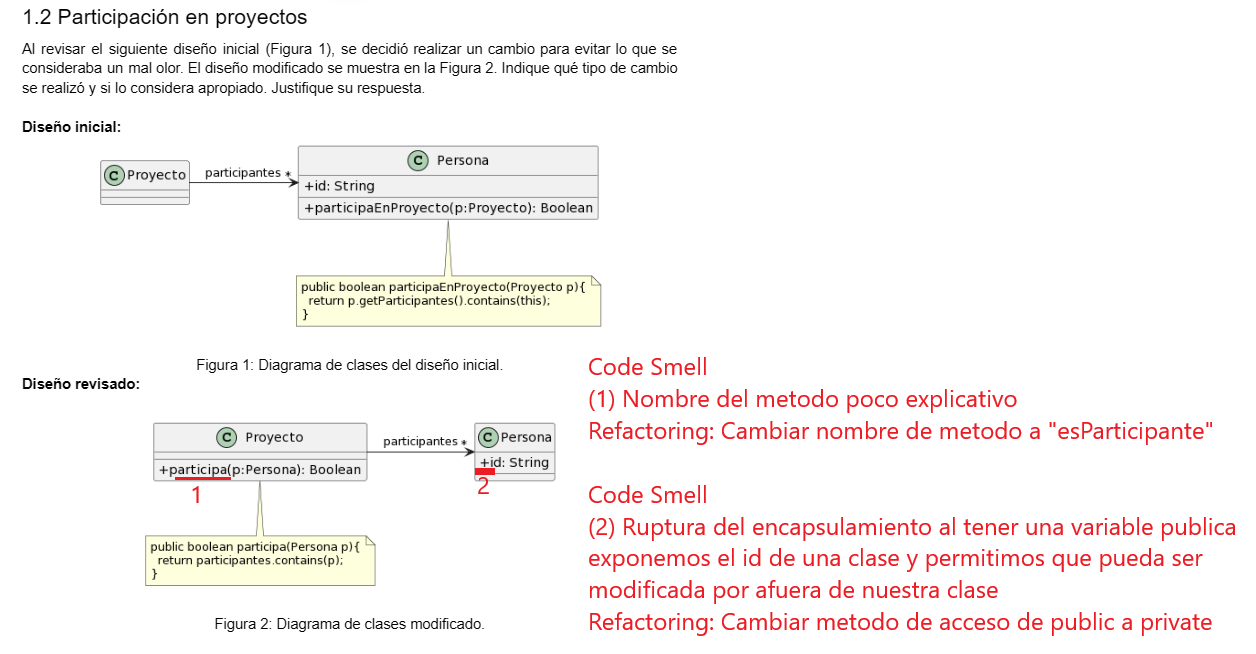 1.2 Participación en proyectos
Al revisar el siguiente diseño inicial (Figura 1), se decidió realizar un cambio para evitar lo que se
consideraba un mal olor. El diseño modificado se muestra en la Figura 2. Indique qué tipo de cambio
se realizó y si lo considera apropiado. Justifique su respuesta.
Diseño inicial:
C Proyecto
participantes *
C Persona
+id: String
+participaEnProyecto(p:Proyecto): Boolean
public boolean participaEnProyecto(Proyecto p){
return p.getParticipantes().contains(this);
}
Figura 1: Diagrama de clases del diseño inicial.
Diseño revisado:
C Proyecto
+participa(p:Persona): Boolean
1
participantes *
C Persona
+id: String
2
public boolean participa(Persona p){
return participantes.contains(p);
}
Figura 2: Diagrama de clases modificado.
Code Smell
(1) Nombre del metodo poco explicativo
Refactoring: Cambiar nombre de metodo a "esParticipante"
Code Smell
(2) Ruptura del encapsulamiento al tener una variable publica
exponemos el id de una clase y permitimos que pueda ser
modificada por afuera de nuestra clase
Refactoring: Cambiar metodo de acceso de public a private